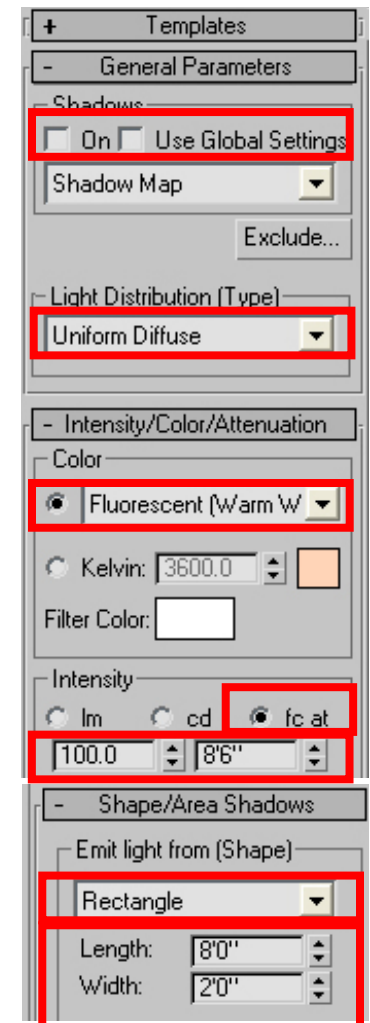 + Templates
- General Parameters
Shadows
On Use Global Settings
Shadow Map
Exclude...
Light Distribution (Type)
Uniform Diffuse
- Intensity/Color/Attenuation
Color
Fluorescent (Warm W
Kelvin: 3600.0
Filter Color:
Intensity
lm cd fc at
100.0 8'6"
- Shape/Area Shadows
Emit light from (Shape)
Rectangle
Length: 8'0"
Width: 2'0"